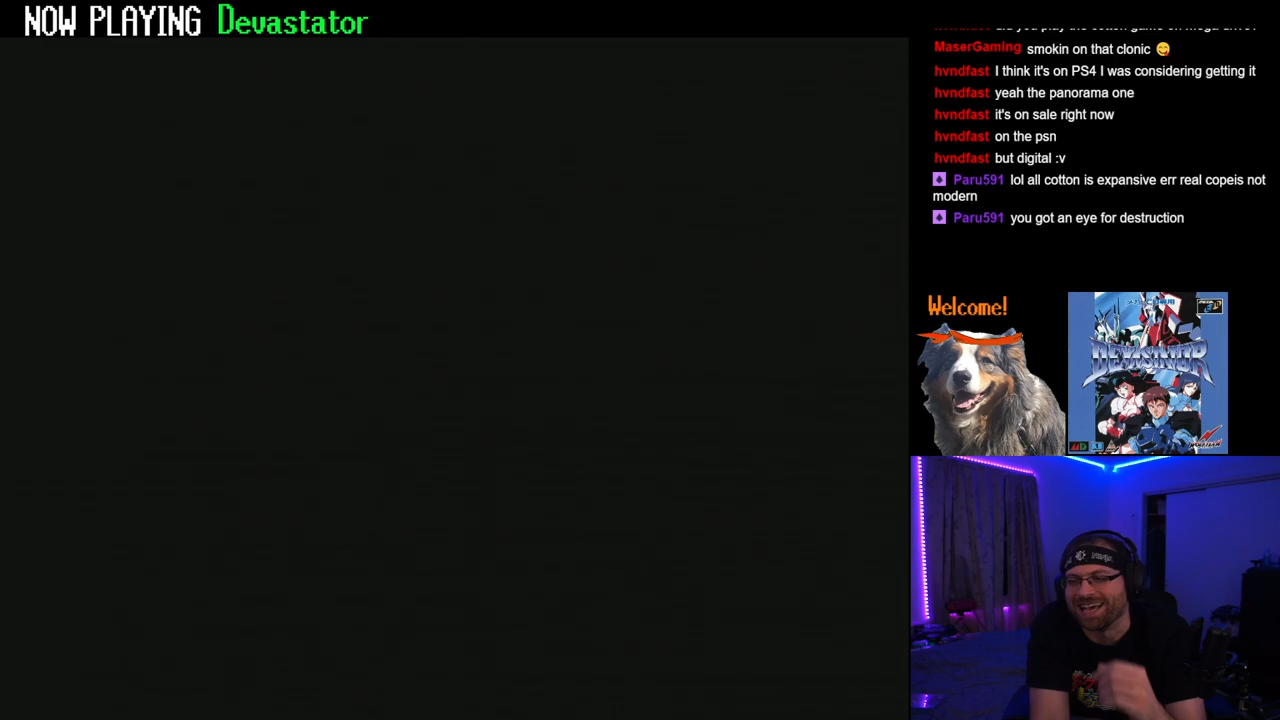 NOW PLAYING Devastator
MaserGaming smokin on that clonic 😋
hvndfast I think it's on PS4 I was considering getting it
hvndfast yeah the panorama one
hvndfast it's on sale right now
hvndfast on the psn
hvndfast but digital :v
Paru591 lol all cotton is expansive err real copeis not
modern
Paru591 you got an eye for destruction
Welcome!
DEVASTATOR